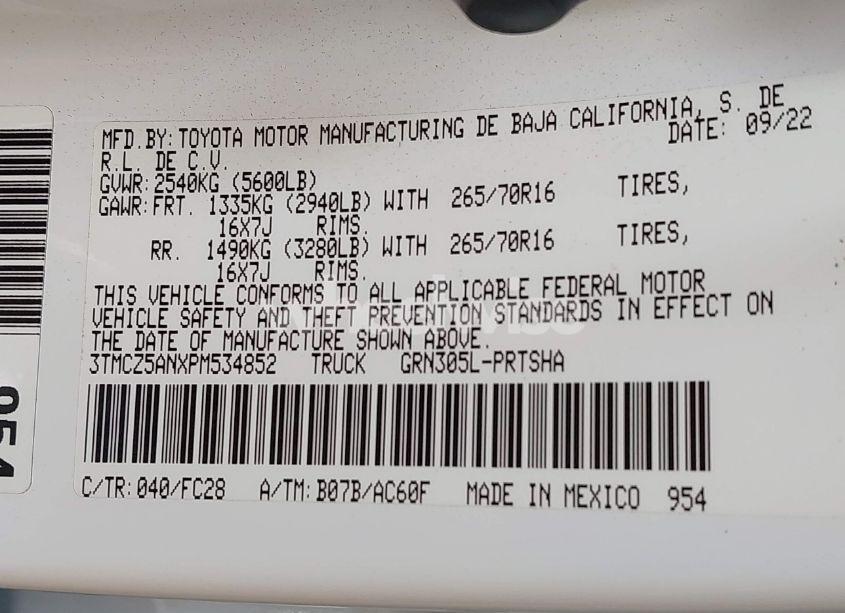 MFD. BY: TOYOTA MOTOR MANUFACTURING DE BAJA CALIFORNIA, S. DE
R.L. DE C.V. DATE: 09/22
GVWR: 2540KG (5600LB)
GAWR: FRT. 1335KG (2940LB) WITH 265/70R16 TIRES,
16X7J RIMS.
RR. 1490KG (3280LB) WITH 265/70R16 TIRES,
16X7J RIMS.
THIS VEHICLE CONFORMS TO ALL APPLICABLE FEDERAL MOTOR
VEHICLE SAFETY AND THEFT PREVENTION STANDARDS IN EFFECT ON
THE DATE OF MANUFACTURE SHOWN ABOVE.
3TMCZ5ANXPM534852 TRUCK GRN305L-PRTSHA
C/TR: 040/FC28 A/TM: B07B/AC60F MADE IN MEXICO 954